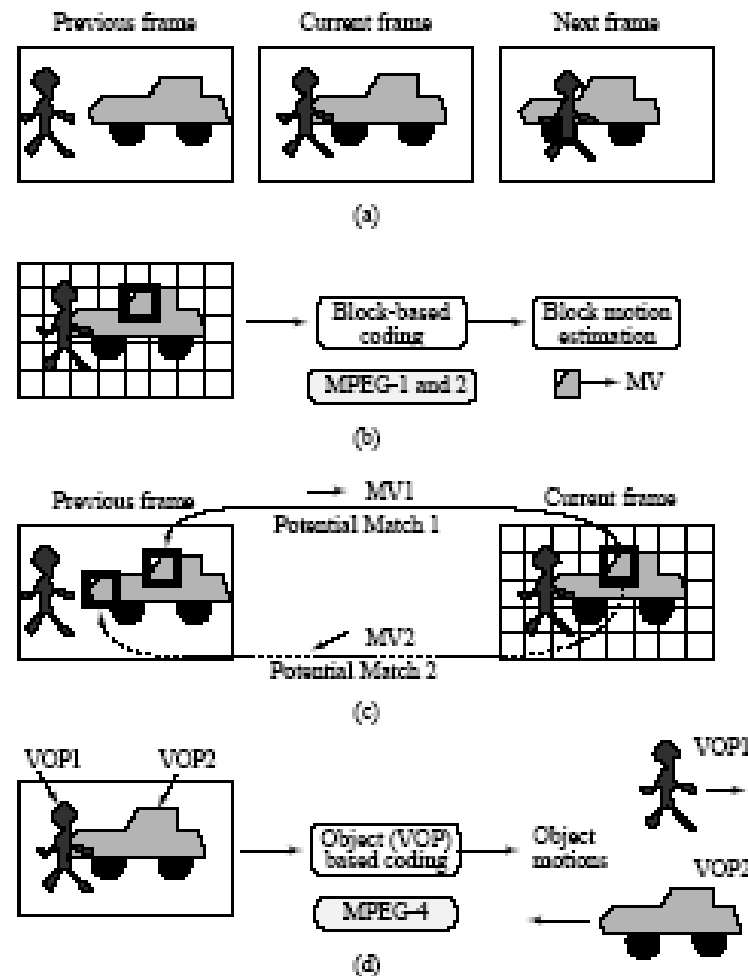 Previous frame
Current frame
Next frame
(a)
Block-based
coding
Block motion
estimation
MPEG-1 and 2
MV
(b)
Previous frame
MV1
Current frame
Potential Match 1
MV2
Potential Match 2
(c)
VOP1
VOP2
VOP1
Object (VOP)
based coding
Object
motions
VOP2
MPEG-4
(d)